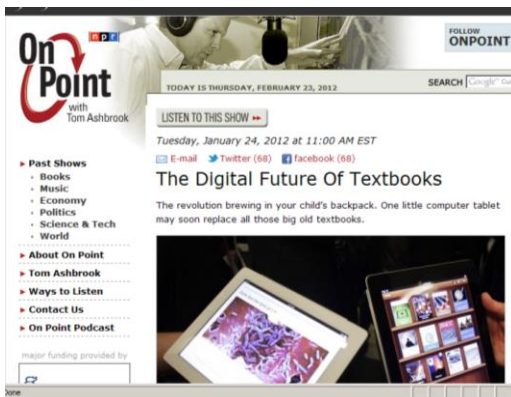 On Point
npr
with
Tom Ashbrook
FOLLOW
ONPOINT
TODAY IS THURSDAY, FEBRUARY 23, 2012
SEARCH Google
LISTEN TO THIS SHOW
Tuesday, January 24, 2012 at 11:00 AM EST
E-mail Twitter (68) facebook (68)
The Digital Future Of Textbooks
The revolution brewing in your child's backpack. One little computer tablet
may soon replace all those big old textbooks.
Past Shows
Books
Music
Economy
Politics
Science & Tech
World
About On Point
Tom Ashbrook
Ways to Listen
Contact Us
On Point Podcast
major funding provided by
Done